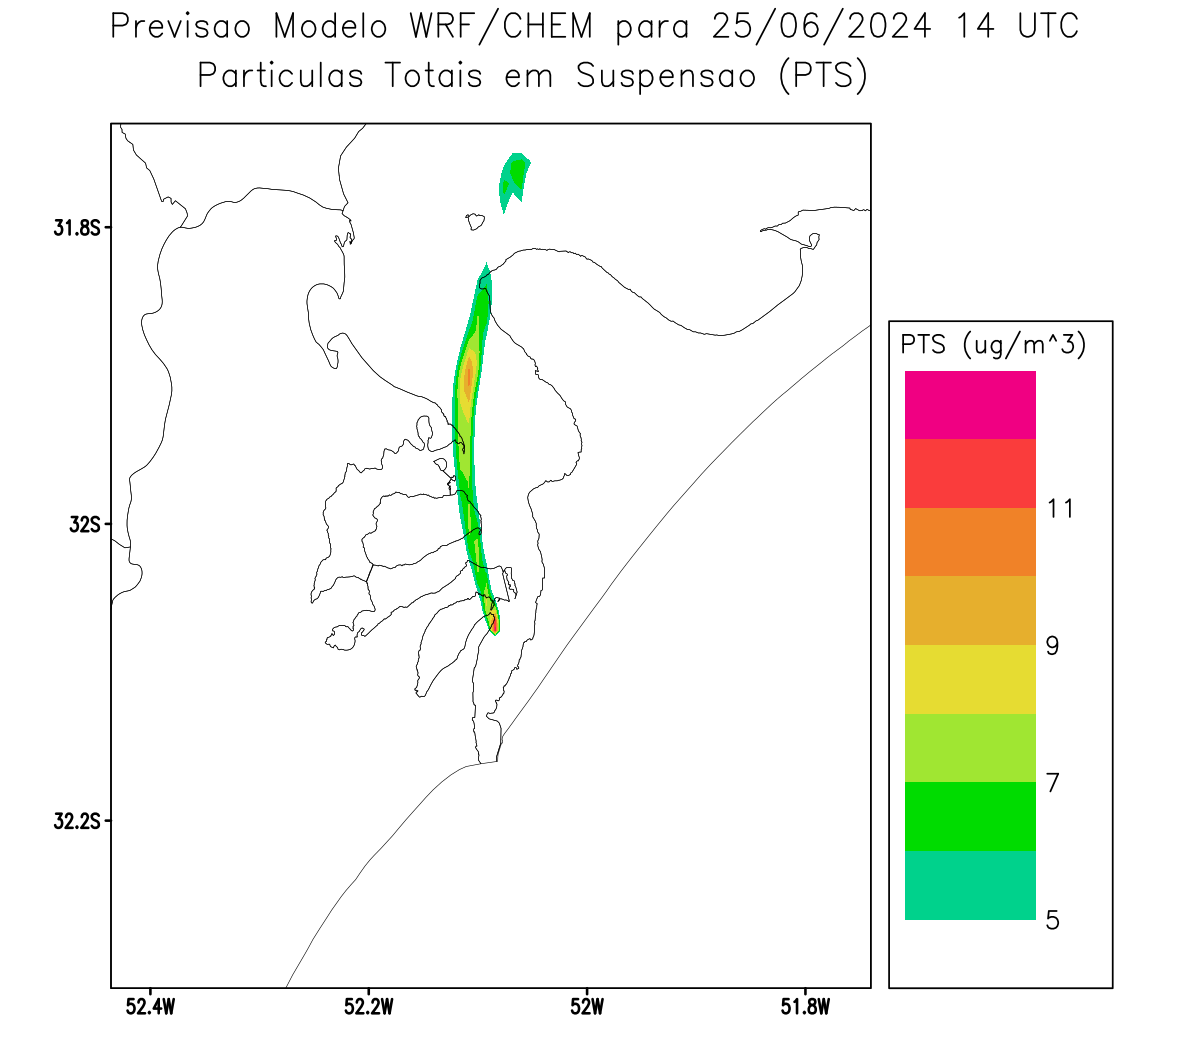 Previsao Modelo WRF/CHEM para 25/06/2024 14 UTC
Particulas Totais em Suspensao (PTS)
31.8S
32S
32.2S
52.4W
52.2W
52W
51.8W
PTS (ug/m^3)
11
9
7
5